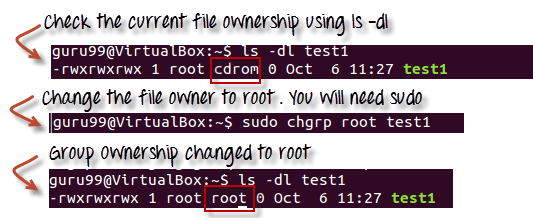 Check the current file ownership using ls -dl
guru99@VirtualBox:~$ ls -dl test1
-rwxrwxrwx 1 root cdrom 0 Oct  6 11:27 test1
Change the file owner to root . You will need sudo
guru99@VirtualBox:~$ sudo chgrp root test1
Group ownership changed to root
guru99@VirtualBox:~$ ls -dl test1
-rwxrwxrwx 1 root root 0 Oct  6 11:27 test1